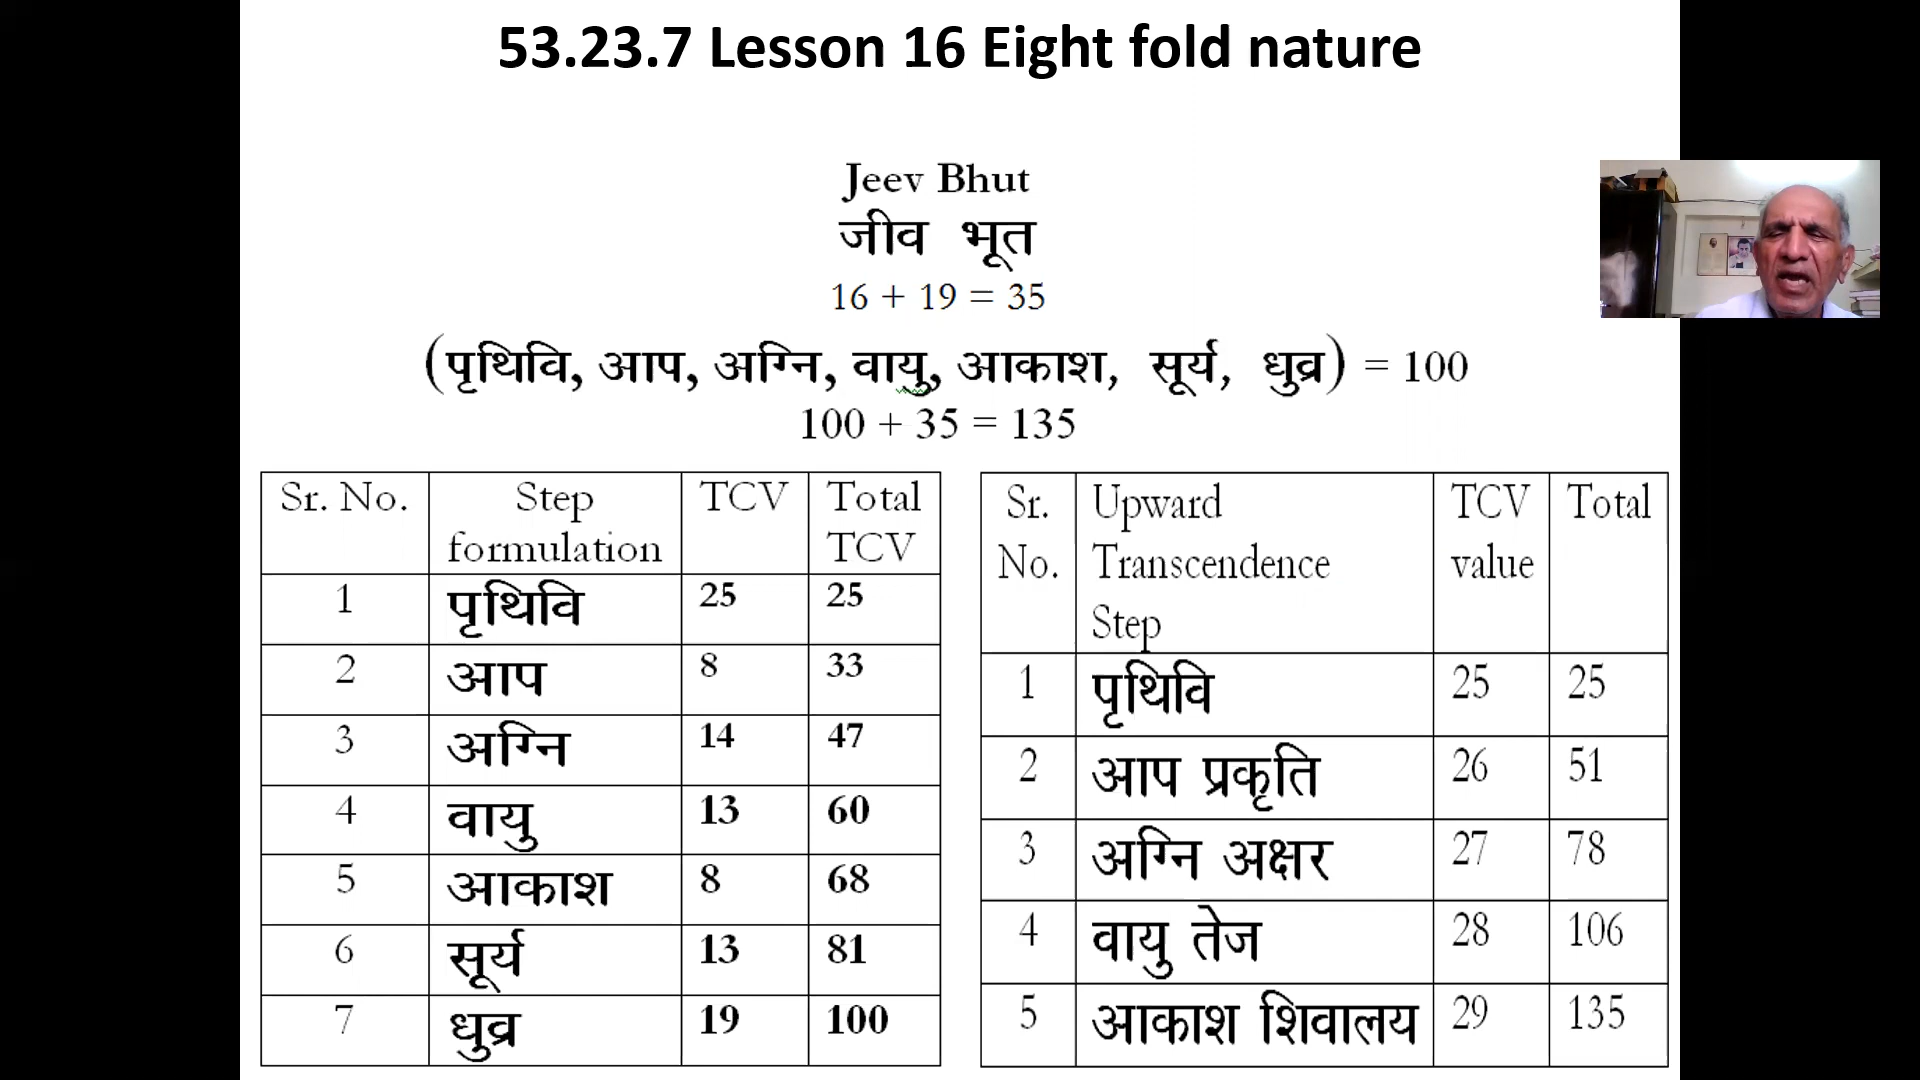 53.23.7 Lesson 16 Eight fold nature
Jeev Bhut
जीव भूत
16 + 19 = 35
(पृथिवि, आप, अग्नि, वायु, आकाश, सूर्य, धुव्र) = 100
100 + 35 = 135
Sr. No. Step formulation TCV Total TCV
1 पृथिवि 25 25
2 आप 8 33
3 अग्नि 14 47
4 वायु 13 60
5 आकाश 8 68
6 सूर्य 13 81
7 धुव्र 19 100
Sr. No. Upward Transcendence Step TCV value Total
1 पृथिवि 25 25
2 आप प्रकृति 26 51
3 अग्नि अक्षर 27 78
4 वायु तेज 28 106
5 आकाश शिवालय 29 135